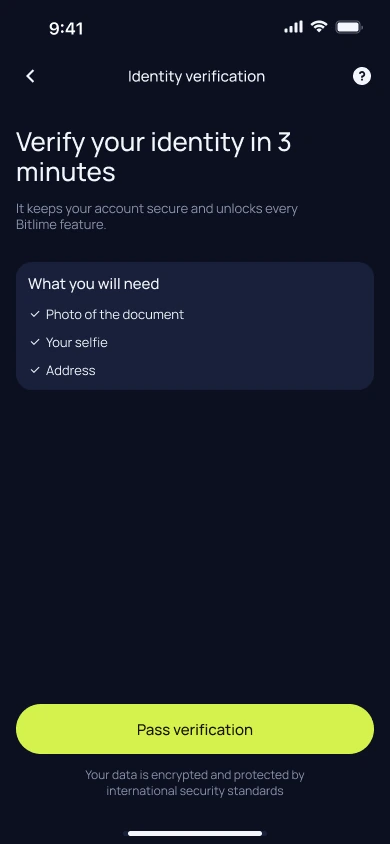 9:41
Identity verification
?
Verify your identity in 3
minutes
It keeps your account secure and unlocks every
Bitlime feature.
What you will need
Photo of the document
Your selfie
Address
Pass verification
Your data is encrypted and protected by
international security standards